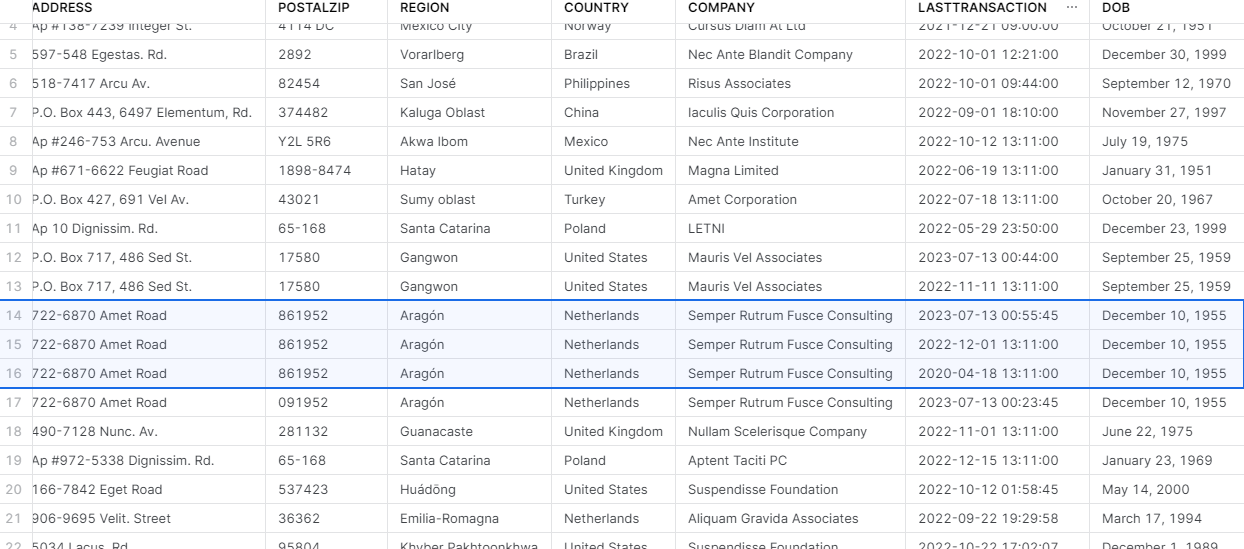 ADDRESS POSTALZIP REGION COUNTRY COMPANY LASTTRANSACTION ... DOB
4 Ap #138-7239 Integer St. 4114 DC Mexico City Norway Cursus Diam At Ltd 2021-12-21 09:00:00 October 21, 1951
5 597-548 Egestas. Rd. 2892 Vorarlberg Brazil Nec Ante Blandit Company 2022-10-01 12:21:00 December 30, 1999
6 518-7417 Arcu Av. 82454 San José Philippines Risus Associates 2022-10-01 09:44:00 September 12, 1970
7 P.O. Box 443, 6497 Elementum, Rd. 374482 Kaluga Oblast China Iaculis Quis Corporation 2022-09-01 18:10:00 November 27, 1997
8 Ap #246-753 Arcu. Avenue Y2L 5R6 Akwa Ibom Mexico Nec Ante Institute 2022-10-12 13:11:00 July 19, 1975
9 Ap #671-6622 Feugiat Road 1898-8474 Hatay United Kingdom Magna Limited 2022-06-19 13:11:00 January 31, 1951
10 P.O. Box 427, 691 Vel Av. 43021 Sumy oblast Turkey Amet Corporation 2022-07-18 13:11:00 October 20, 1967
11 Ap 10 Dignissim. Rd. 65-168 Santa Catarina Poland LETNI 2022-05-29 23:50:00 December 23, 1999
12 P.O. Box 717, 486 Sed St. 17580 Gangwon United States Mauris Vel Associates 2023-07-13 00:44:00 September 25, 1959
13 P.O. Box 717, 486 Sed St. 17580 Gangwon United States Mauris Vel Associates 2022-11-11 13:11:00 September 25, 1959
14 722-6870 Amet Road 861952 Aragón Netherlands Semper Rutrum Fusce Consulting 2023-07-13 00:55:45 December 10, 1955
15 722-6870 Amet Road 861952 Aragón Netherlands Semper Rutrum Fusce Consulting 2022-12-01 13:11:00 December 10, 1955
16 722-6870 Amet Road 861952 Aragón Netherlands Semper Rutrum Fusce Consulting 2020-04-18 13:11:00 December 10, 1955
17 722-6870 Amet Road 091952 Aragón Netherlands Semper Rutrum Fusce Consulting 2023-07-13 00:23:45 December 10, 1955
18 490-7128 Nunc. Av. 281132 Guanacaste United Kingdom Nullam Scelerisque Company 2022-11-01 13:11:00 June 22, 1975
19 Ap #972-5338 Dignissim. Rd. 65-168 Santa Catarina Poland Aptent Taciti PC 2022-12-15 13:11:00 January 23, 1969
20 166-7842 Eget Road 537423 Huádōng United States Suspendisse Foundation 2022-10-12 01:58:45 May 14, 2000
21 906-9695 Velit. Street 36362 Emilia-Romagna Netherlands Aliquam Gravida Associates 2022-09-22 19:29:58 March 17, 1994
22 5034 Lacus. Rd. 95804 Khyber Pakhtoonkhwa United States Suspendisse Foundation 2022-10-22 17:02:07 December 1, 1989